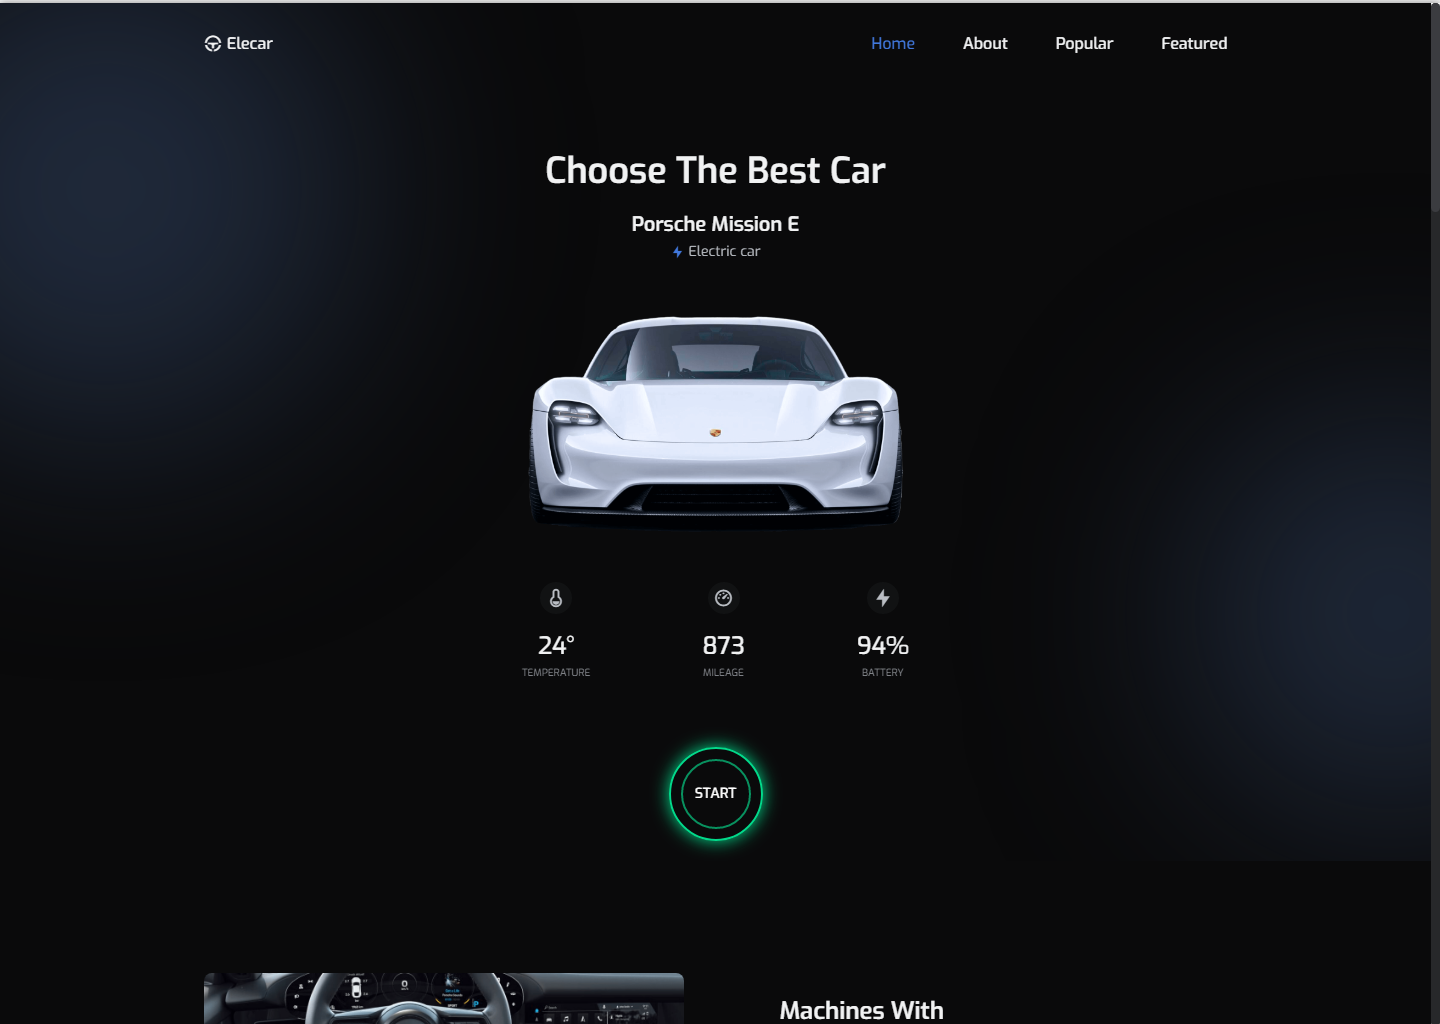 Elecar
Home About Popular Featured
Choose The Best Car
Porsche Mission E
Electric car
24° 873 94%
TEMPERATURE MILEAGE BATTERY
START
0
Machines With